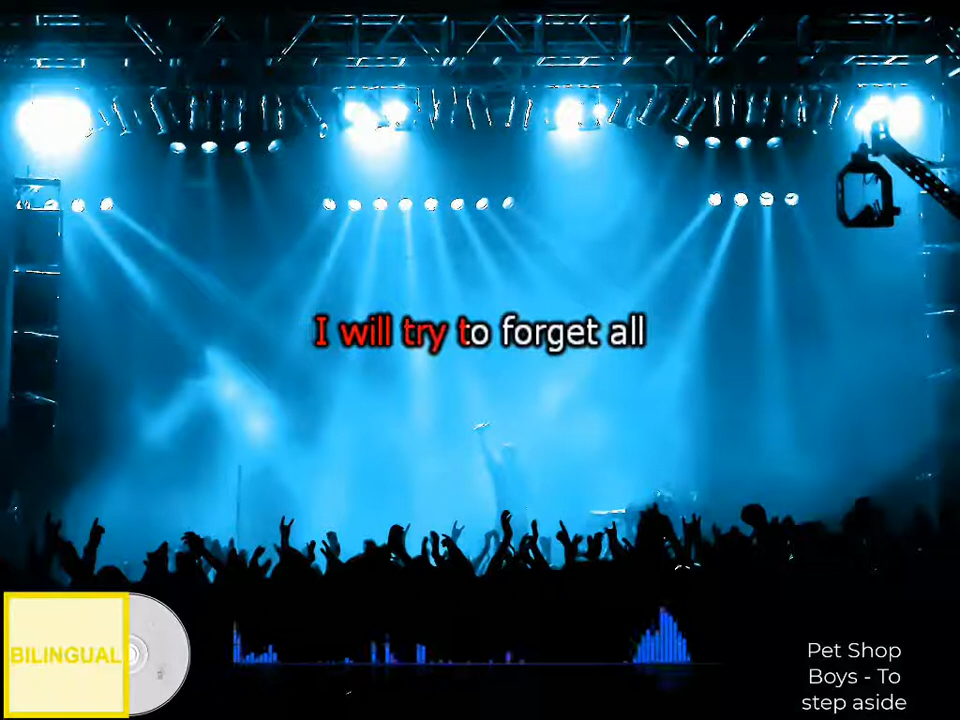 I will try to forget all
BILINGUAL
Pet Shop
Boys - To
step aside